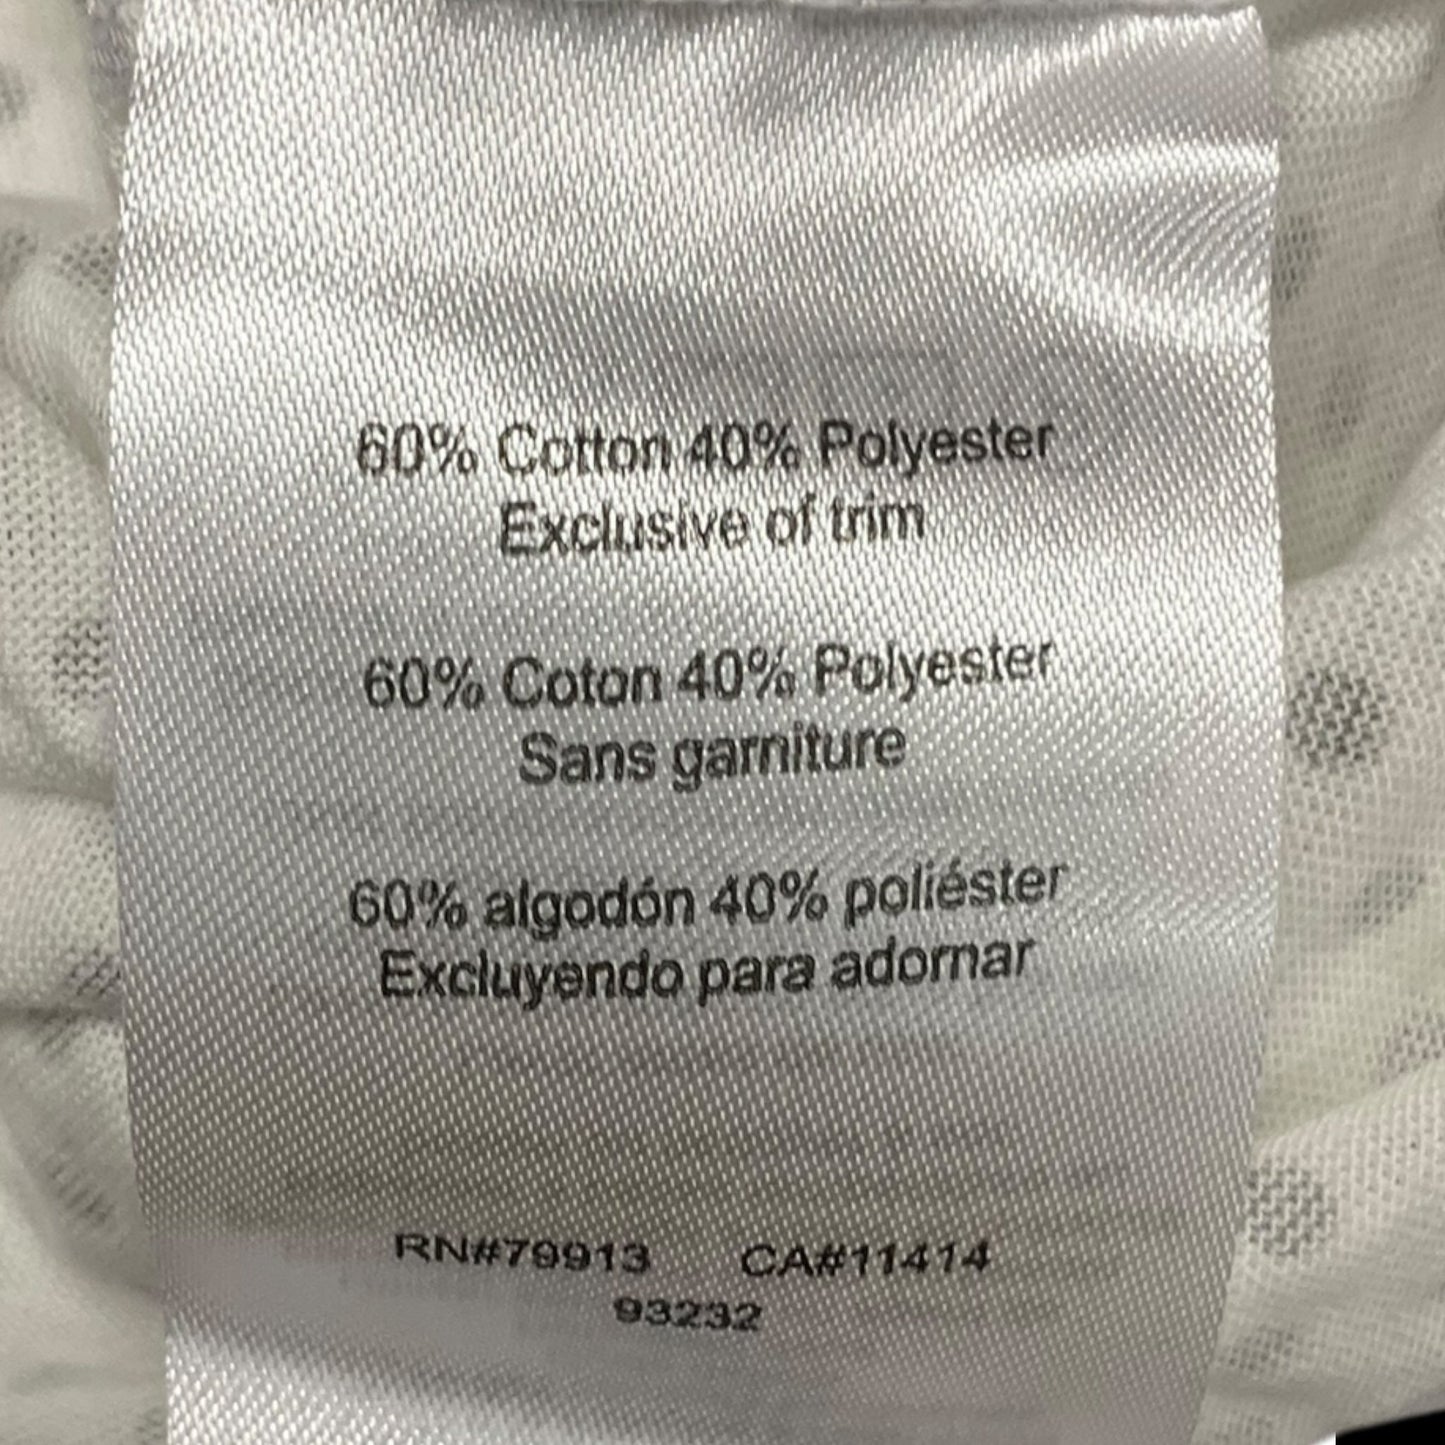 60% Cotton 40% Polyester
Exclusive of trim
60% Coton 40% Polyester
Sans garniture
60% algodón 40% poliéster
Excluyendo para adornar
RN#79913 CA#11414
93232